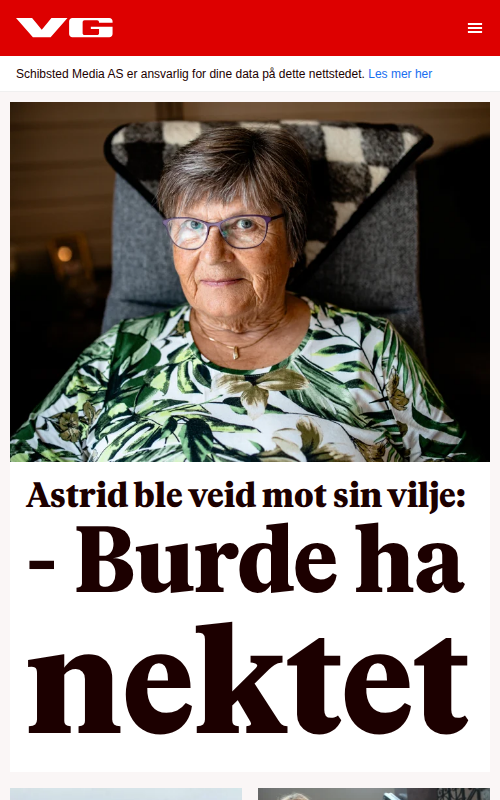 VG
Schibsted Media AS er ansvarlig for dine data på dette nettstedet. Les mer her
Astrid ble veid mot sin vilje:
- Burde ha
nektet